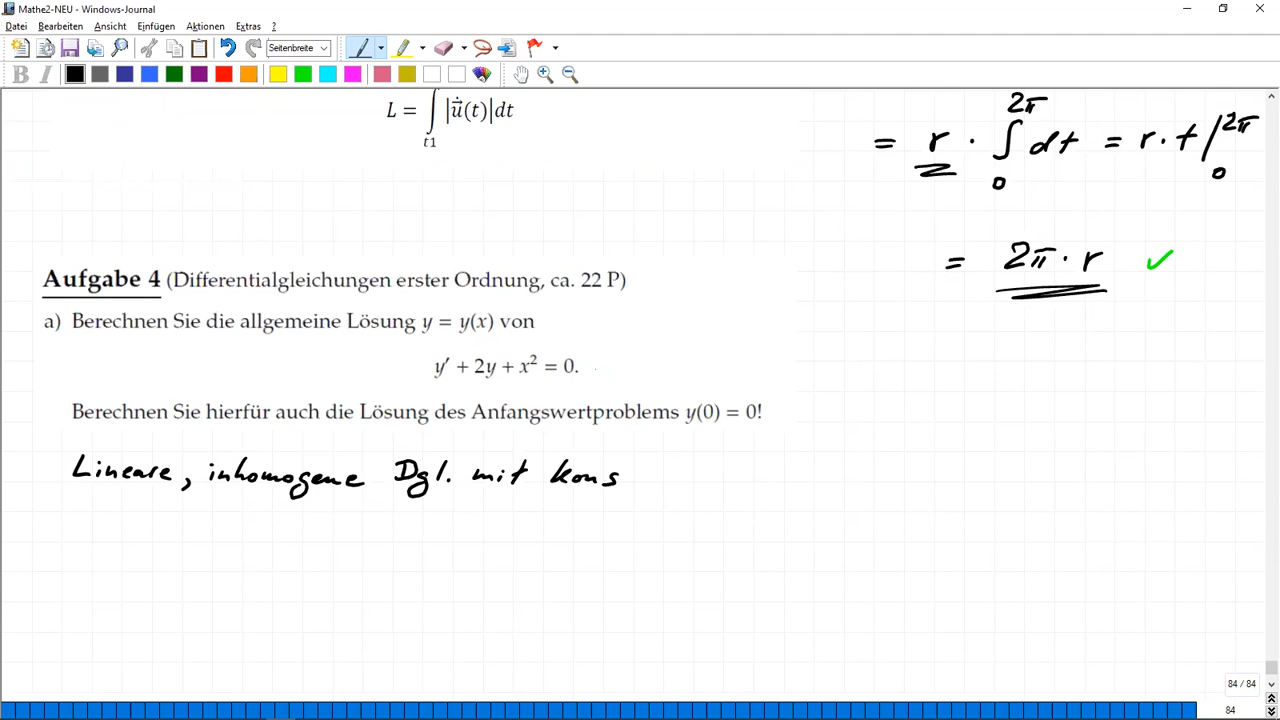 Mathe2-NEU - Windows-Journal
Datei Bearbeiten Ansicht Einfügen Aktionen Extras ?
Seitenbreite
B I
L = ∫ |u̇⃗(t)|dt
t1
= r · ∫ dt = r · t |
2π
0
2π
0
= 2π · r ✓
Aufgabe 4 (Differentialgleichungen erster Ordnung, ca. 22 P)
a) Berechnen Sie die allgemeine Lösung y = y(x) von
y′ + 2y + x² = 0.
Berechnen Sie hierfür auch die Lösung des Anfangswertproblems y(0) = 0!
Lineare, inhomogene Dgl. mit kons
84 / 84
84